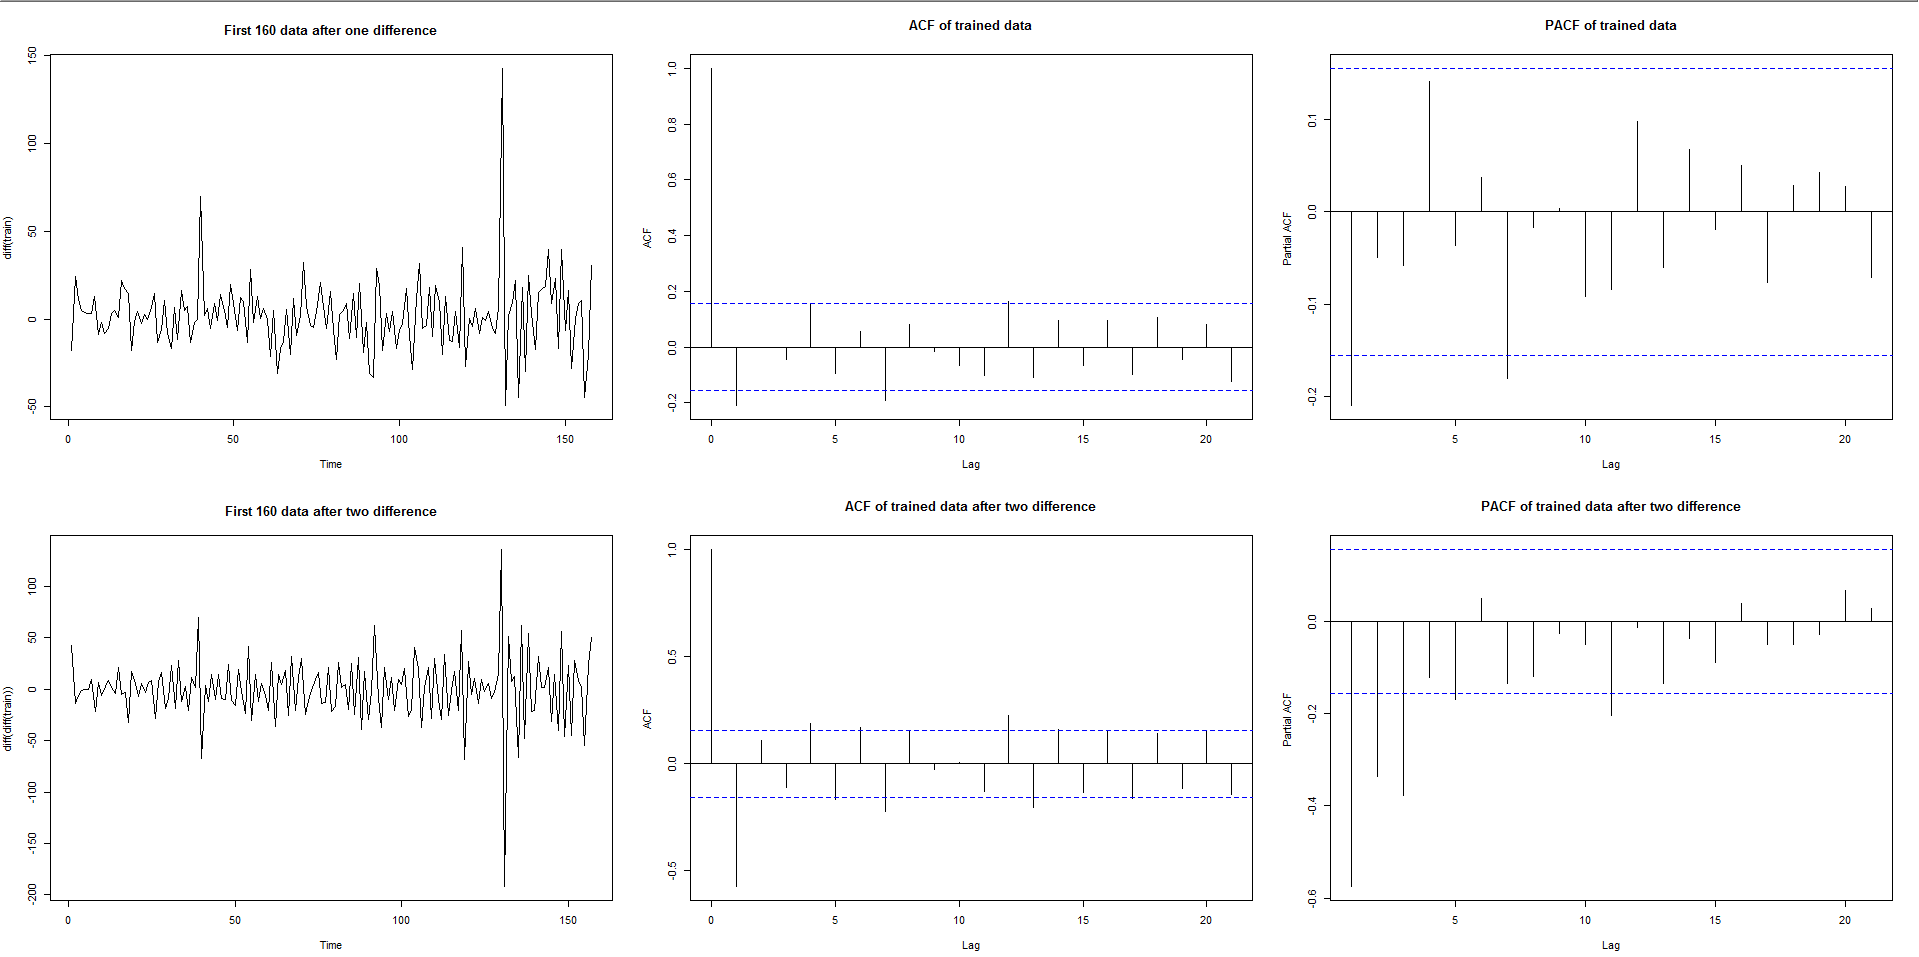 First 160 data after one difference
diff(train)
150
100
50
0
-50
0 50 100 150
Time
ACF of trained data
ACF
1.0
0.8
0.6
0.4
0.2
0.0
-0.2
0 5 10 15 20
Lag
PACF of trained data
Partial ACF
0.1
0.0
-0.1
-0.2
5 10 15 20
Lag
First 160 data after two difference
diff(diff(train))
100
50
0
-50
-100
-150
-200
0 50 100 150
Time
ACF of trained data after two difference
ACF
1.0
0.5
0.0
-0.5
0 5 10 15 20
Lag
PACF of trained data after two difference
Partial ACF
0.0
-0.2
-0.4
-0.6
5 10 15 20
Lag